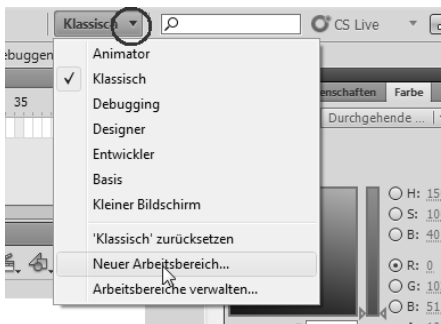 Klassisch
CS Live
ebuggen
35
Animator
Klassisch
Debugging
Designer
Entwickler
Basis
Kleiner Bildschirm
'Klassisch' zurücksetzen
Neuer Arbeitsbereich...
Arbeitsbereiche verwalten...
enschaften Farbe
Durchgehende ...
H: 15
S: 10
B: 40
R: 0
G: 10
B: 51